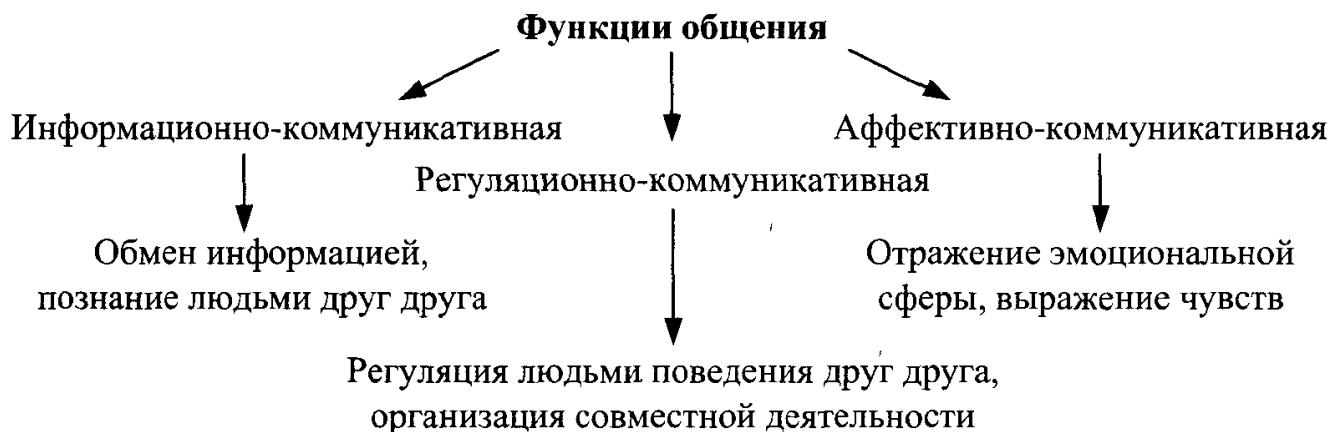 Функции общения
Информационно-коммуникативная
Аффективно-коммуникативная
Регуляционно-коммуникативная
Обмен информацией,
познание людьми друг друга
Отражение эмоциональной
сферы, выражение чувств
Регуляция людьми поведения друг друга,
организация совместной деятельности